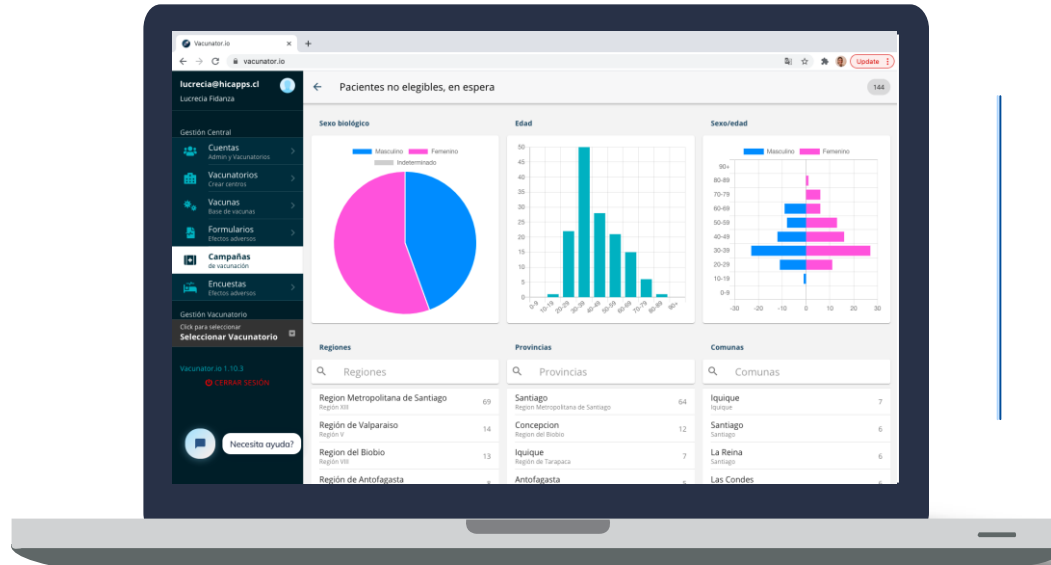 Vacunator.io
vacunator.io
Update
lucrecia@hicapps.cl
Lucrecia Fidanza
Gestión Central
Cuentas
Admin y Vacunatorios
Vacunatorios
Crear centros
Vacunas
Base de vacunas
Formularios
Efectos adversos
Campañas
de vacunación
Encuestas
Efectos adversos
Gestión Vacunatorio
Click para seleccionar
Seleccionar Vacunatorio
Vacunator.io 1.10.3
CERRAR SESIÓN
Necesita ayuda?
Pacientes no elegibles, en espera
144
Sexo biológico
Masculino Femenino
Indeterminado
Edad
50
45
40
35
30
25
20
15
10
5
0
0-9 10-19 20-29 30-39 40-49 50-59 60-69 70-79 80-89 90+
Sexo/edad
Masculino Femenino
90+
80-89
70-79
60-69
50-59
40-49
30-39
20-29
10-19
0-9
-30 -20 -10 0 10 20 30
Regiones
Regiones
Region Metropolitana de Santiago 69
Región XIII
Región de Valparaiso 14
Región V
Region del Biobio 13
Región VIII
Región de Antofagasta
Provincias
Provincias
Santiago 64
Region Metropolitana de Santiago
Concepcion 12
Region del Biobio
Iquique 7
Región de Tarapaca
Antofagasta
Comunas
Comunas
Iquique 7
Iquique
Santiago 6
Santiago
La Reina 6
Santiago
Las Condes